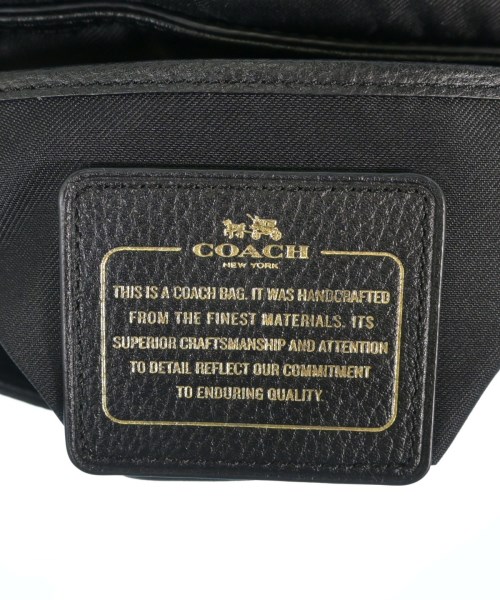 COACH
NEW YORK
THIS IS A COACH BAG. IT WAS HANDCRAFTED
FROM THE FINEST MATERIALS. ITS
SUPERIOR CRAFTSMANSHIP AND ATTENTION
TO DETAIL REFLECT OUR COMMITMENT
TO ENDURING QUALITY.